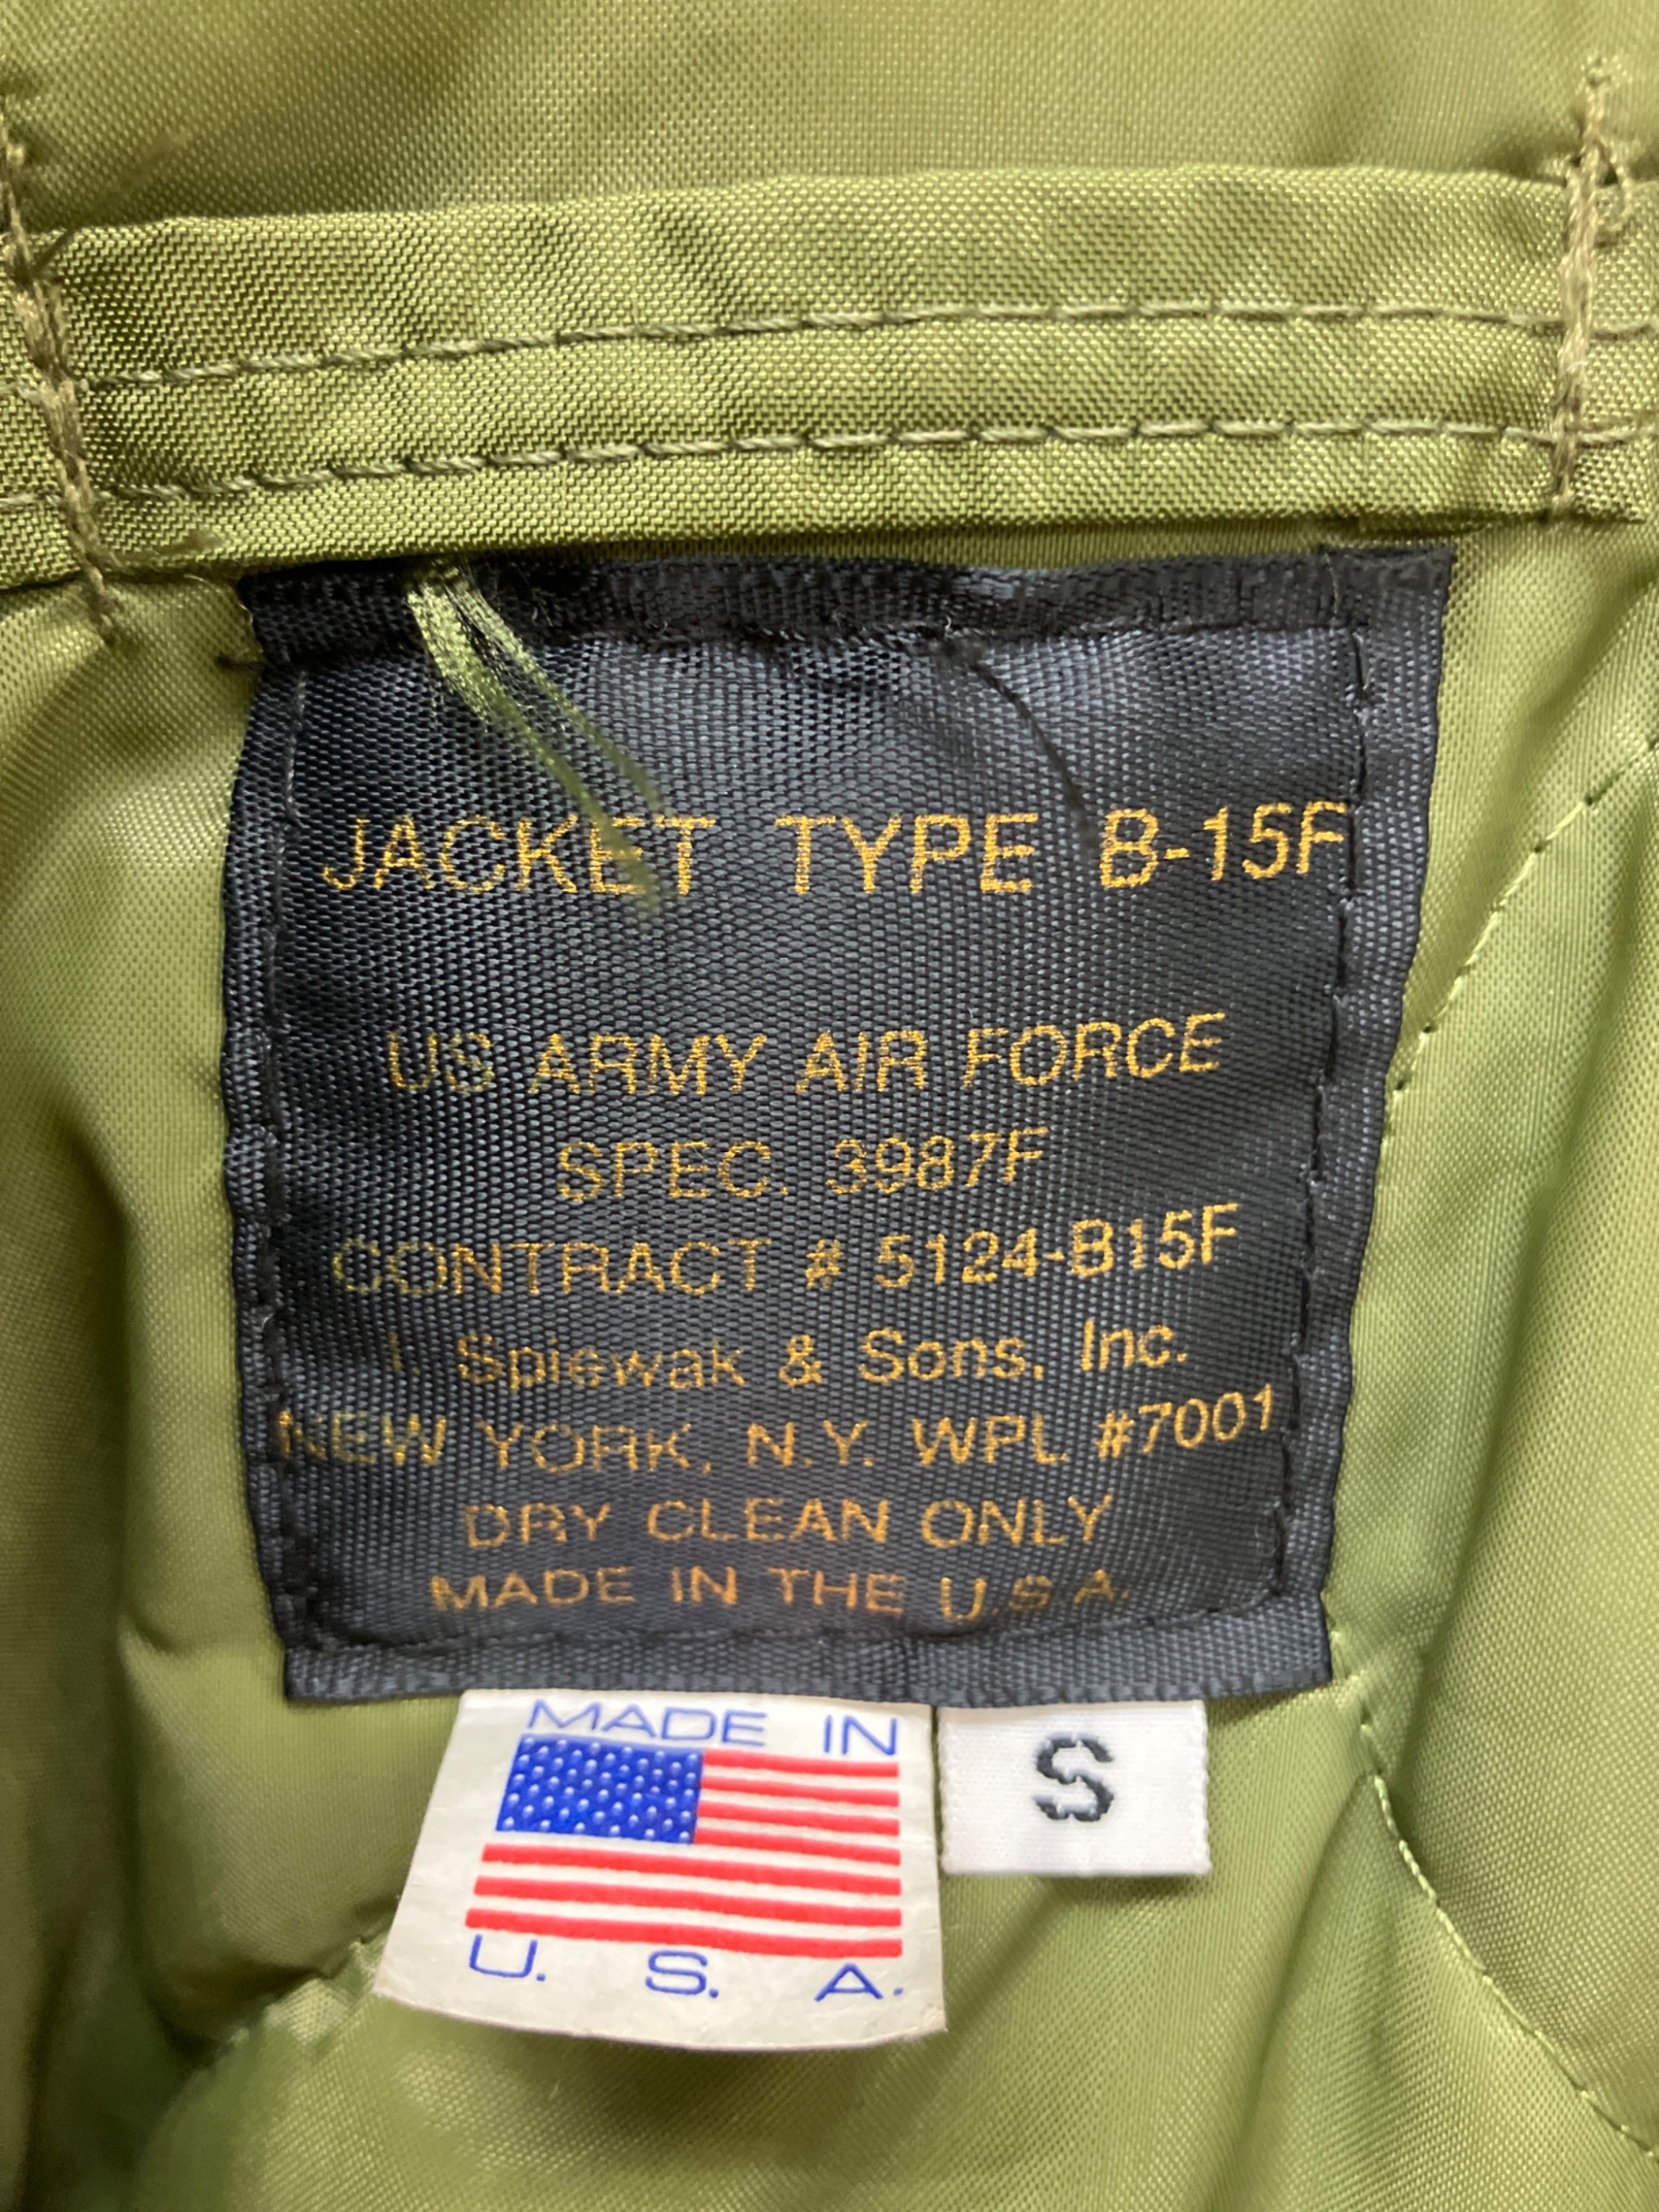 JACKET TYPE B-15F
US ARMY AIR FORCE
SPEC. 3987F
CONTRACT # 5124-B15F
I. Spiewak & Sons, Inc.
NEW YORK, N.Y. WPL #7001
DRY CLEAN ONLY
MADE IN THE U.S.A.
MADE IN
U. S. A.
S